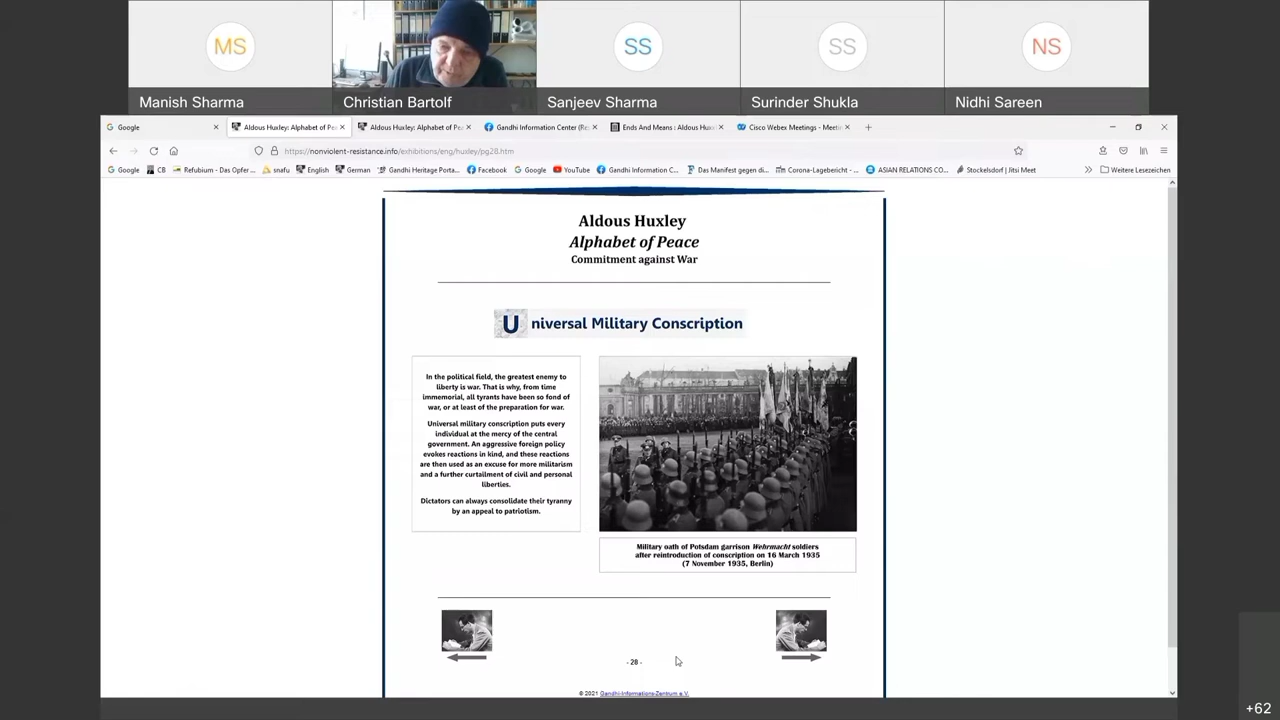 MS
SS
SS
NS
Manish Sharma
Christian Bartolf
Sanjeev Sharma
Surinder Shukla
Nidhi Sareen
Google
Aldous Huxley: Alphabet of Pea
Aldous Huxley: Alphabet of Pe
Gandhi Information Center (Re
Ends And Means : Aldous Hux
Cisco Webex Meetings - Meeti
https://nonviolent-resistance.info/exhibitions/eng/huxley/pg28.htm
Google
CB
Refubium - Das Opfer ...
snafu
English
German
Gandhi Heritage Porta...
Facebook
Google
YouTube
Gandhi Information C...
Das Manifest gegen di...
Corona-Lagebericht - ...
ASIAN RELATIONS CO...
Stockelsdorf | Jitsi Meet
Weitere Lesezeichen
Aldous Huxley
Alphabet of Peace
Commitment against War
Universal Military Conscription
In the political field, the greatest enemy to
liberty is war. That is why, from time
immemorial, all tyrants have been so fond of
war, or at least of the preparation for war.
Universal military conscription puts every
individual at the mercy of the central
government. An aggressive foreign policy
evokes reactions in kind, and these reactions
are then used as an excuse for more militarism
and a further curtailment of civil and personal
liberties.
Dictators can always consolidate their tyranny
by an appeal to patriotism.
Military oath of Potsdam garrison Wehrmacht soldiers
after reintroduction of conscription on 16 March 1935
(7 November 1935, Berlin)
- 28 -
© 2021 Gandhi-Informations-Zentrum e.V.
+62